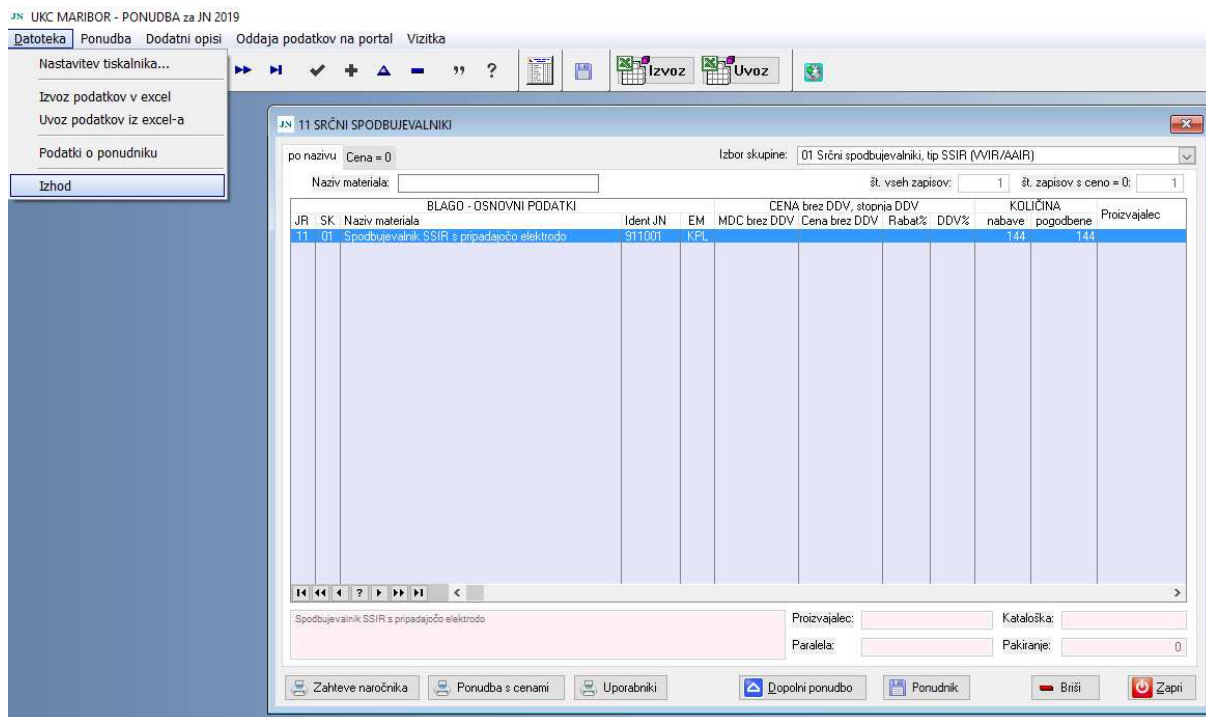 JN UKC MARIBOR - PONUDBA za JN 2019
Datoteka Ponudba Dodatni opisi Oddaja podatkov na portal Vizitka
Nastavitev tiskalnika...
Izvoz podatkov v excel
Uvoz podatkov iz excel-a
Podatki o ponudniku
Izhod
Izvoz Uvoz
JN 11 SRČNI SPODBUJEVALNIKI
po nazivu Cena = 0 Izbor skupine: 01 Srčni spodbujevalniki, tip SSIR (VVIR/AAIR)
Naziv materiala: št. vseh zapisov: 1 št. zapisov s ceno = 0: 1
BLAGO - OSNOVNI PODATKI CENA brez DDV, stopnja DDV KOLIČINA
JR SK Naziv materiala Ident JN EM MDC brez DDV Cena brez DDV Rabat% DDV% nabave pogodbene Proizvajalec
11 01 Spodbujevalnik SSIR s pripadajočo elektrodo 911001 KPL 144 144
Spodbujevalnik SSIR s pripadajočo elektrodo
Proizvajalec: Kataloška:
Paralela: Pakiranje: 0
Zahteve naročnika Ponudba s cenami Uporabniki Dopolni ponudbo Ponudnik Briši Zapri